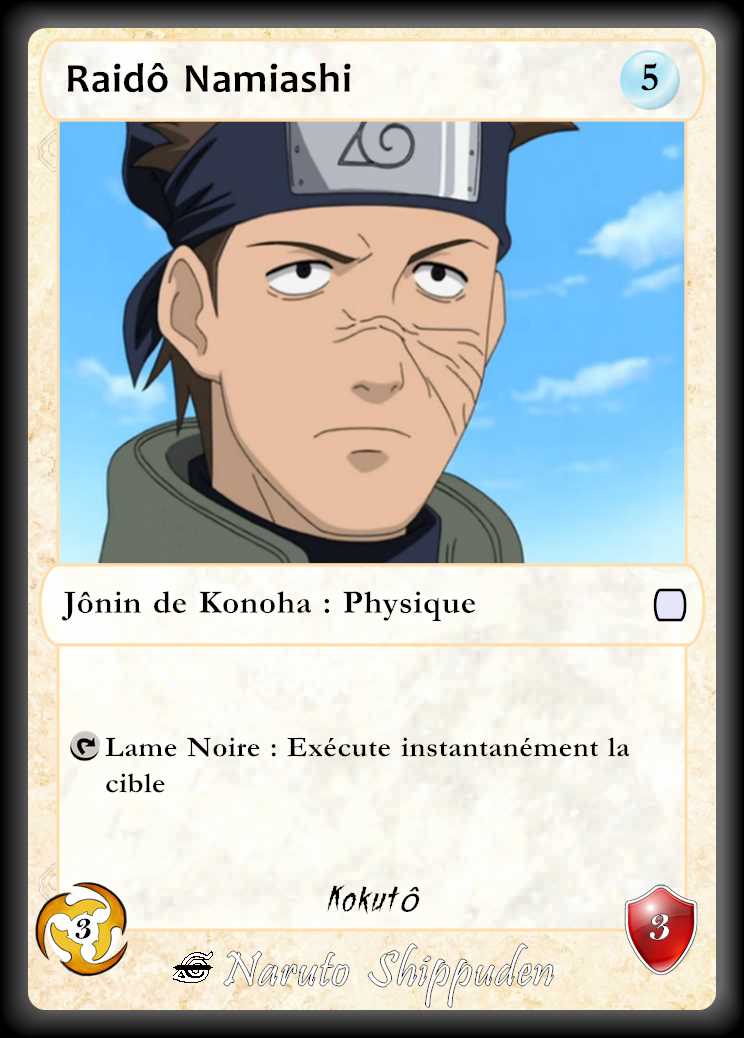 Raidô Namiashi
5
Jônin de Konoha : Physique
Lame Noire : Exécute instantanément la
cible
Kokutô
3
3
Naruto Shippuden